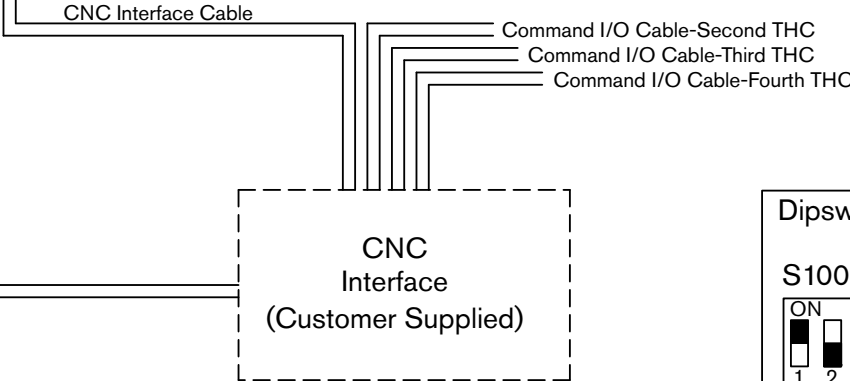 CNC Interface Cable
Command I/O Cable-Second THC
Command I/O Cable-Third THC
Command I/O Cable-Fourth THC
CNC
Interface
(Customer Supplied)
S100
ON
1 2